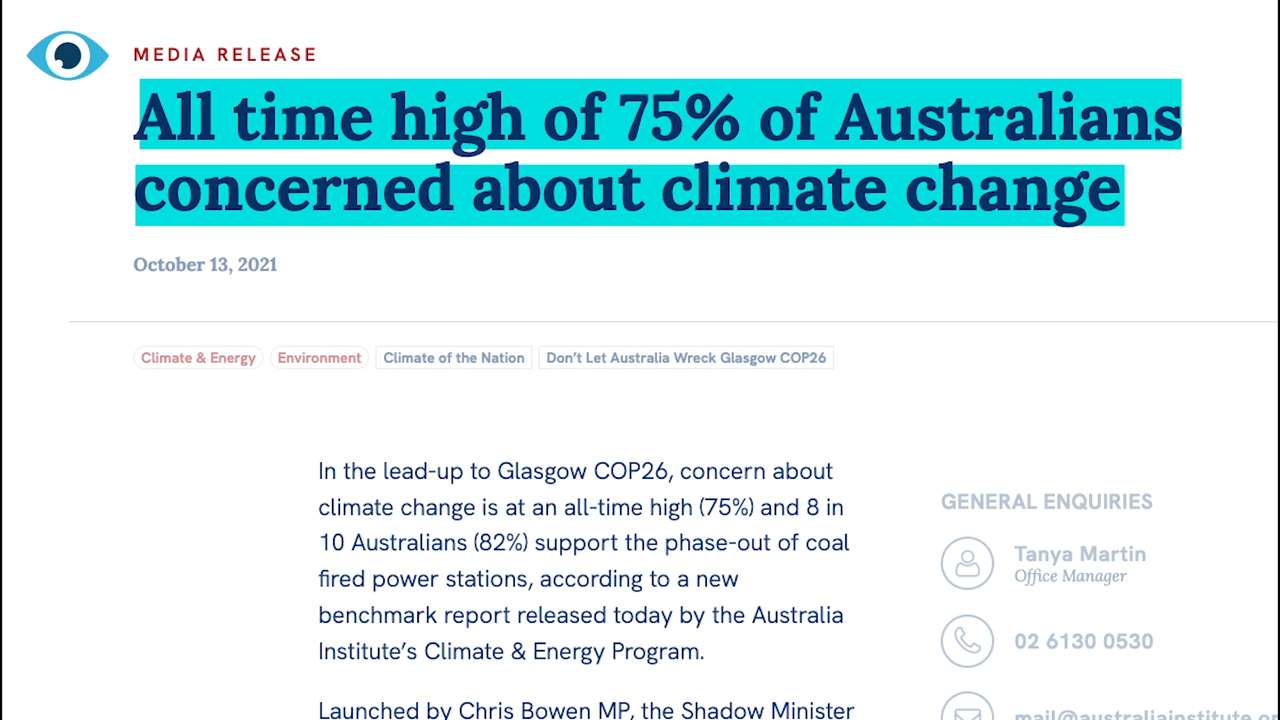 MEDIA RELEASE
All time high of 75% of Australians
concerned about climate change
October 13, 2021
Climate & Energy
Environment
Climate of the Nation
Don’t Let Australia Wreck Glasgow COP26
In the lead-up to Glasgow COP26, concern about
climate change is at an all-time high (75%) and 8 in
10 Australians (82%) support the phase-out of coal
fired power stations, according to a new
benchmark report released today by the Australia
Institute’s Climate & Energy Program.
Launched by Chris Bowen MP, the Shadow Minister
GENERAL ENQUIRIES
Tanya Martin
Office Manager
02 6130 0530